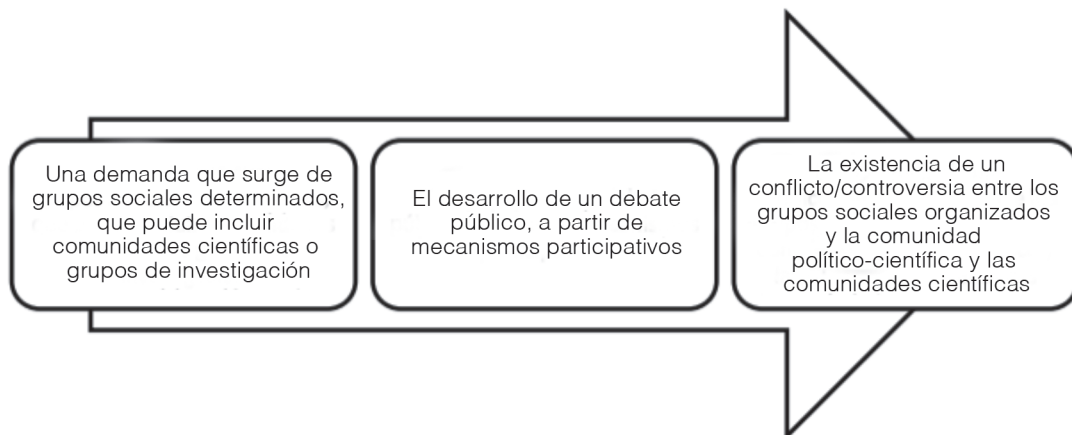 Una demanda que surge de
grupos sociales determinados,
que puede incluir
comunidades científicas o
grupos de investigación
El desarrollo de un debate
público, a partir de
mecanismos participativos
La existencia de un
conflicto/controversia entre los
grupos sociales organizados
y la comunidad
político-científica y las
comunidades científicas